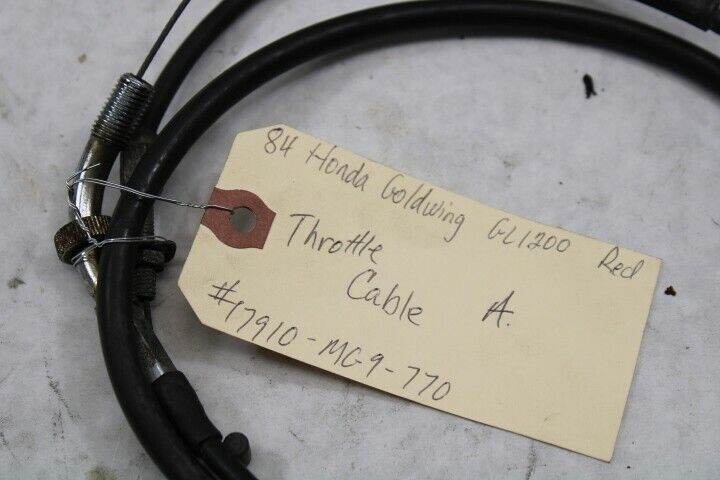 84 Honda Goldwing GL1200 Red
Throttle
Cable A.
#17910-MG9-770